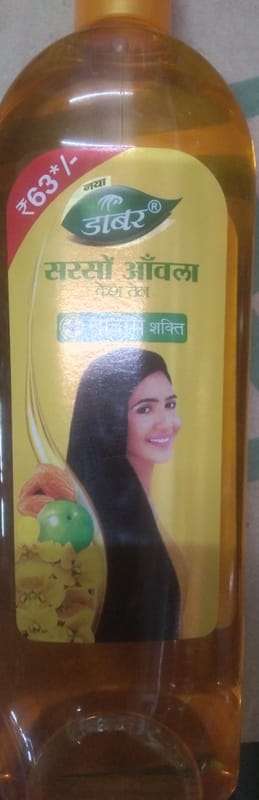 ₹63*/-
नया
डाबर®
सरसों आँवला
केश तेल
की शक्ति